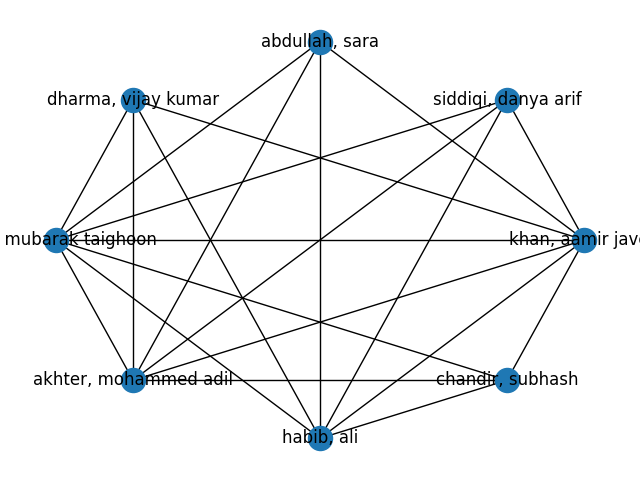 abdullah, sara
dharma, vijay kumar
siddiqi, danya arif
mubarak taighoon
khan, aamir jave
akhter, mohammed adil
chandir, subhash
habib, ali